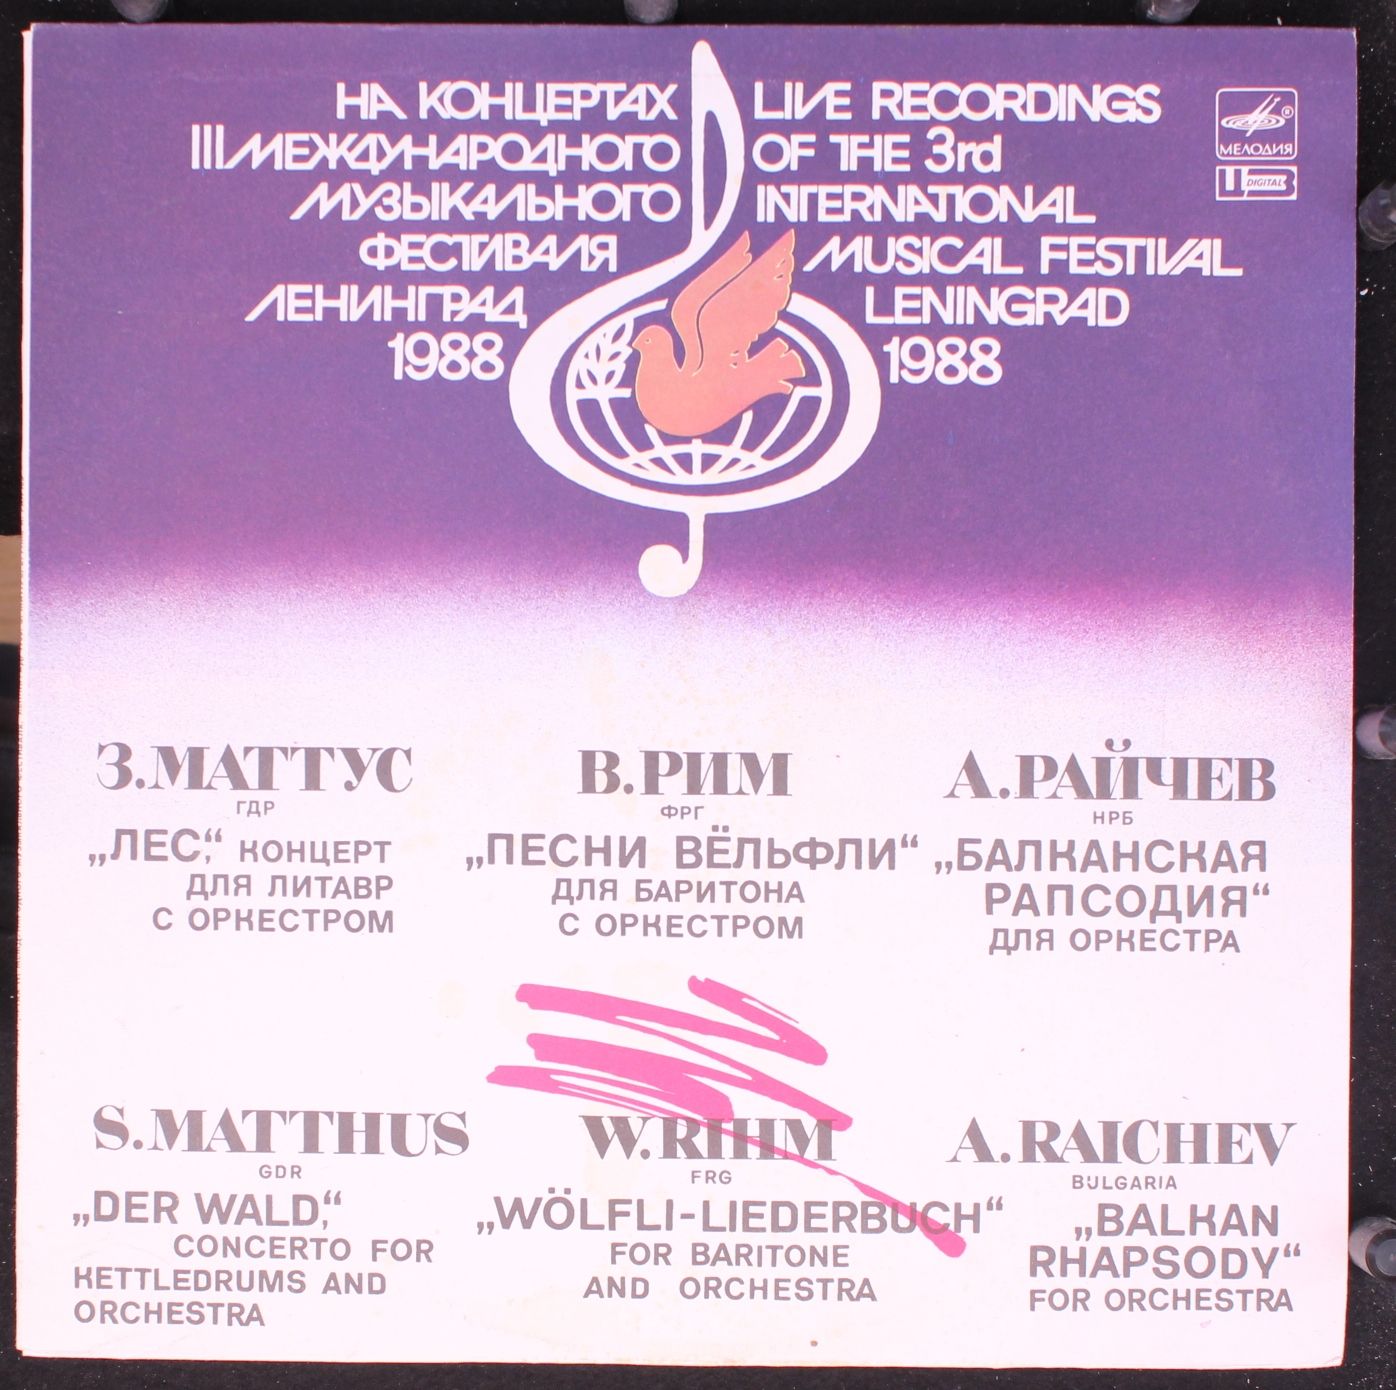 НА КОНЦЕРТАХ
III МЕЖДУНАРОДНОГО
МУЗЫКАЛЬНОГО
ФЕСТИВАЛЯ
ЛЕНИНГРАД
1988
LIVE RECORDINGS
OF THE 3rd
INTERNATIONAL
MUSICAL FESTIVAL
LENINGRAD
1988
®
МЕЛОДИЯ
DIGITAL
З.МАТТУС
ГДР
„ЛЕС“, КОНЦЕРТ
ДЛЯ ЛИТАВР
С ОРКЕСТРОМ
В.РИМ
ФРГ
„ПЕСНИ ВЁЛЬФЛИ“
ДЛЯ БАРИТОНА
С ОРКЕСТРОМ
А.РАЙЧЕВ
НРБ
„БАЛКАНСКАЯ
РАПСОДИЯ“
ДЛЯ ОРКЕСТРА
S.MATTHUS
GDR
„DER WALD“,
CONCERTO FOR
KETTLEDRUMS AND
ORCHESTRA
W.RIHM
FRG
„WÖLFLI-LIEDERBUCH“
FOR BARITONE
AND ORCHESTRA
A.RAICHEV
BULGARIA
„BALKAN
RHAPSODY“
FOR ORCHESTRA